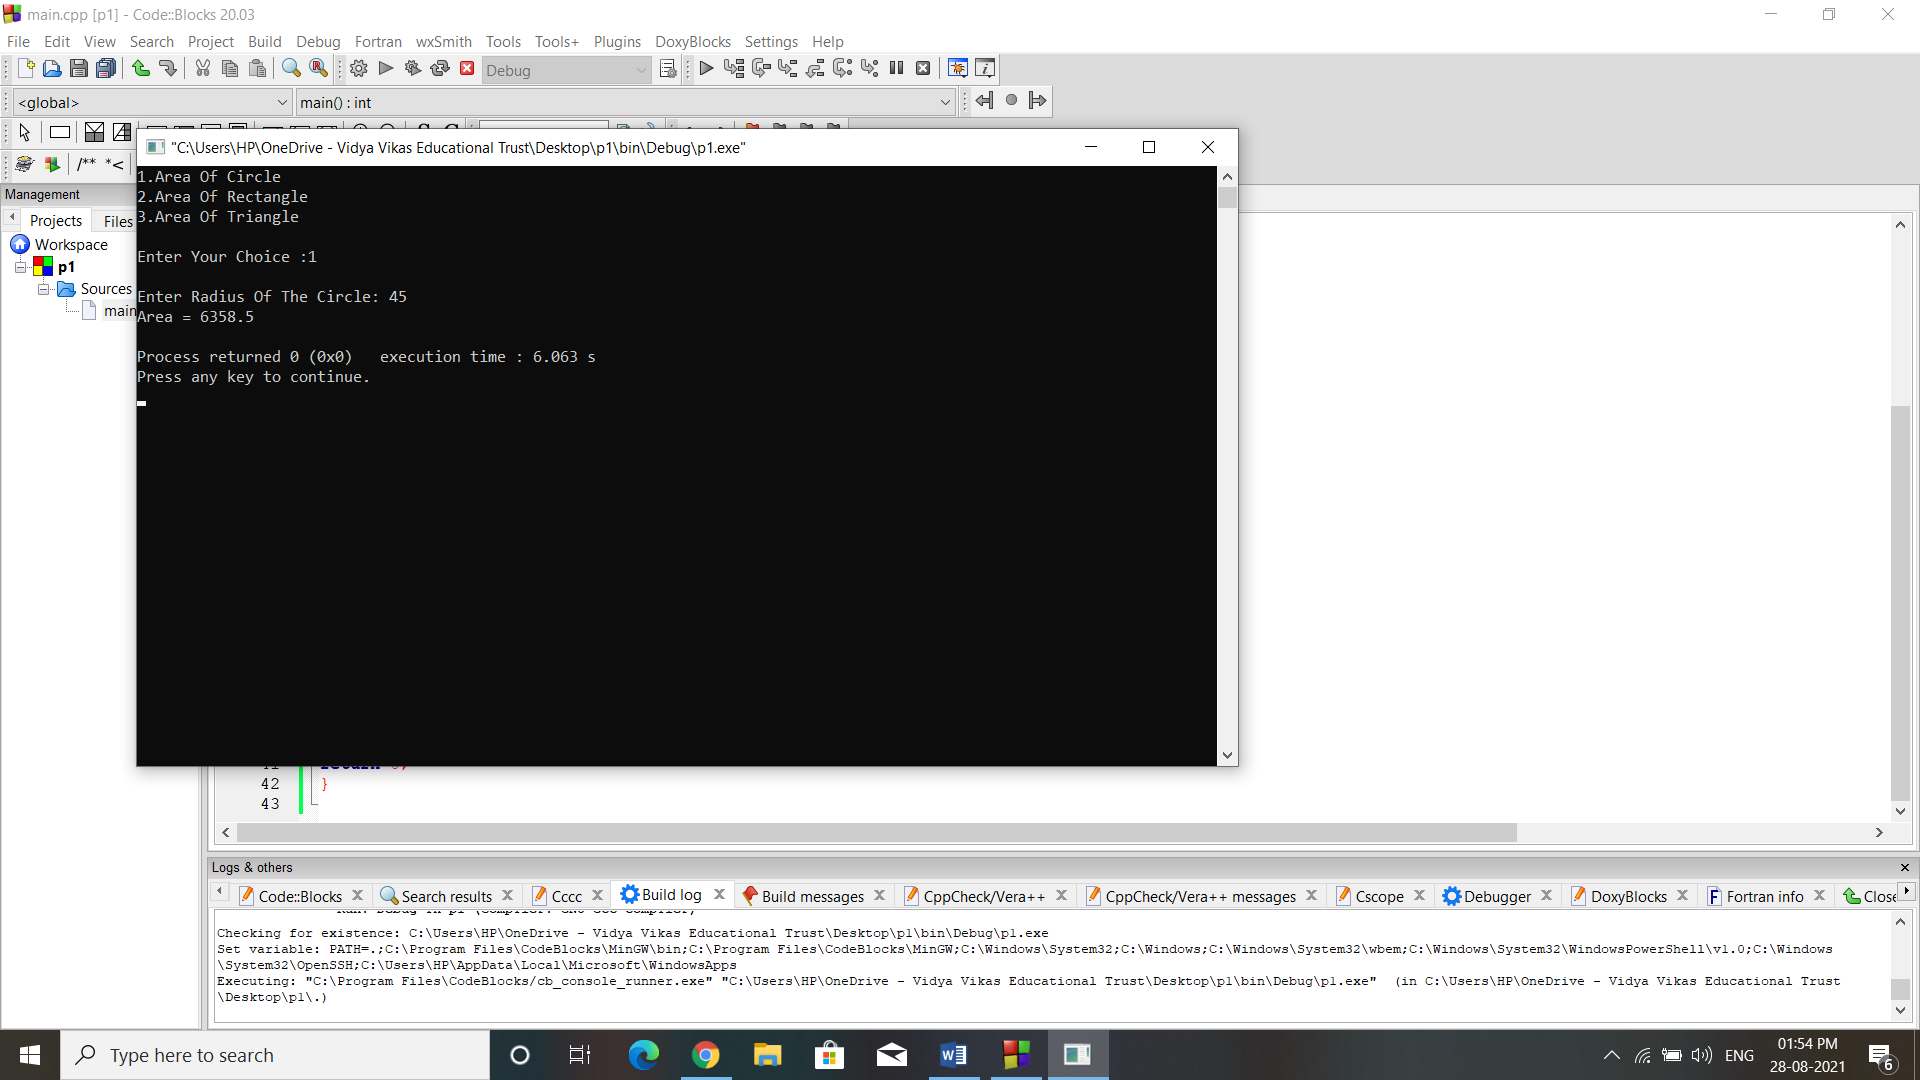 main.cpp [p1] - Code::Blocks 20.03
File Edit View Search Project Build Debug Fortran wxSmith Tools Tools+ Plugins DoxyBlocks Settings Help
Debug
<global> main() : int
/** *<
"C:\Users\HP\OneDrive - Vidya Vikas Educational Trust\Desktop\p1\bin\Debug\p1.exe"
1.Area Of Circle
2.Area Of Rectangle
3.Area Of Triangle
Enter Your Choice :1
Enter Radius Of The Circle: 45
Area = 6358.5
Process returned 0 (0x0)   execution time : 6.063 s
Press any key to continue.
Management
Projects Files
Workspace
p1
Sources
main
42 }
43
Logs & others
Code::Blocks Search results Cccc Build log Build messages CppCheck/Vera++ CppCheck/Vera++ messages Cscope Debugger DoxyBlocks Fortran info Close
Checking for existence: C:\Users\HP\OneDrive - Vidya Vikas Educational Trust\Desktop\p1\bin\Debug\p1.exe
Set variable: PATH=.;C:\Program Files\CodeBlocks\MinGW\bin;C:\Program Files\CodeBlocks\MinGW;C:\Windows\System32;C:\Windows;C:\Windows\System32\wbem;C:\Windows\System32\WindowsPowerShell\v1.0;C:\Windows
\System32\OpenSSH;C:\Users\HP\AppData\Local\Microsoft\WindowsApps
Executing: "C:\Program Files\CodeBlocks/cb_console_runner.exe" "C:\Users\HP\OneDrive - Vidya Vikas Educational Trust\Desktop\p1\bin\Debug\p1.exe"  (in C:\Users\HP\OneDrive - Vidya Vikas Educational Trust
\Desktop\p1\.)
Type here to search
ENG
01:54 PM
28-08-2021
6